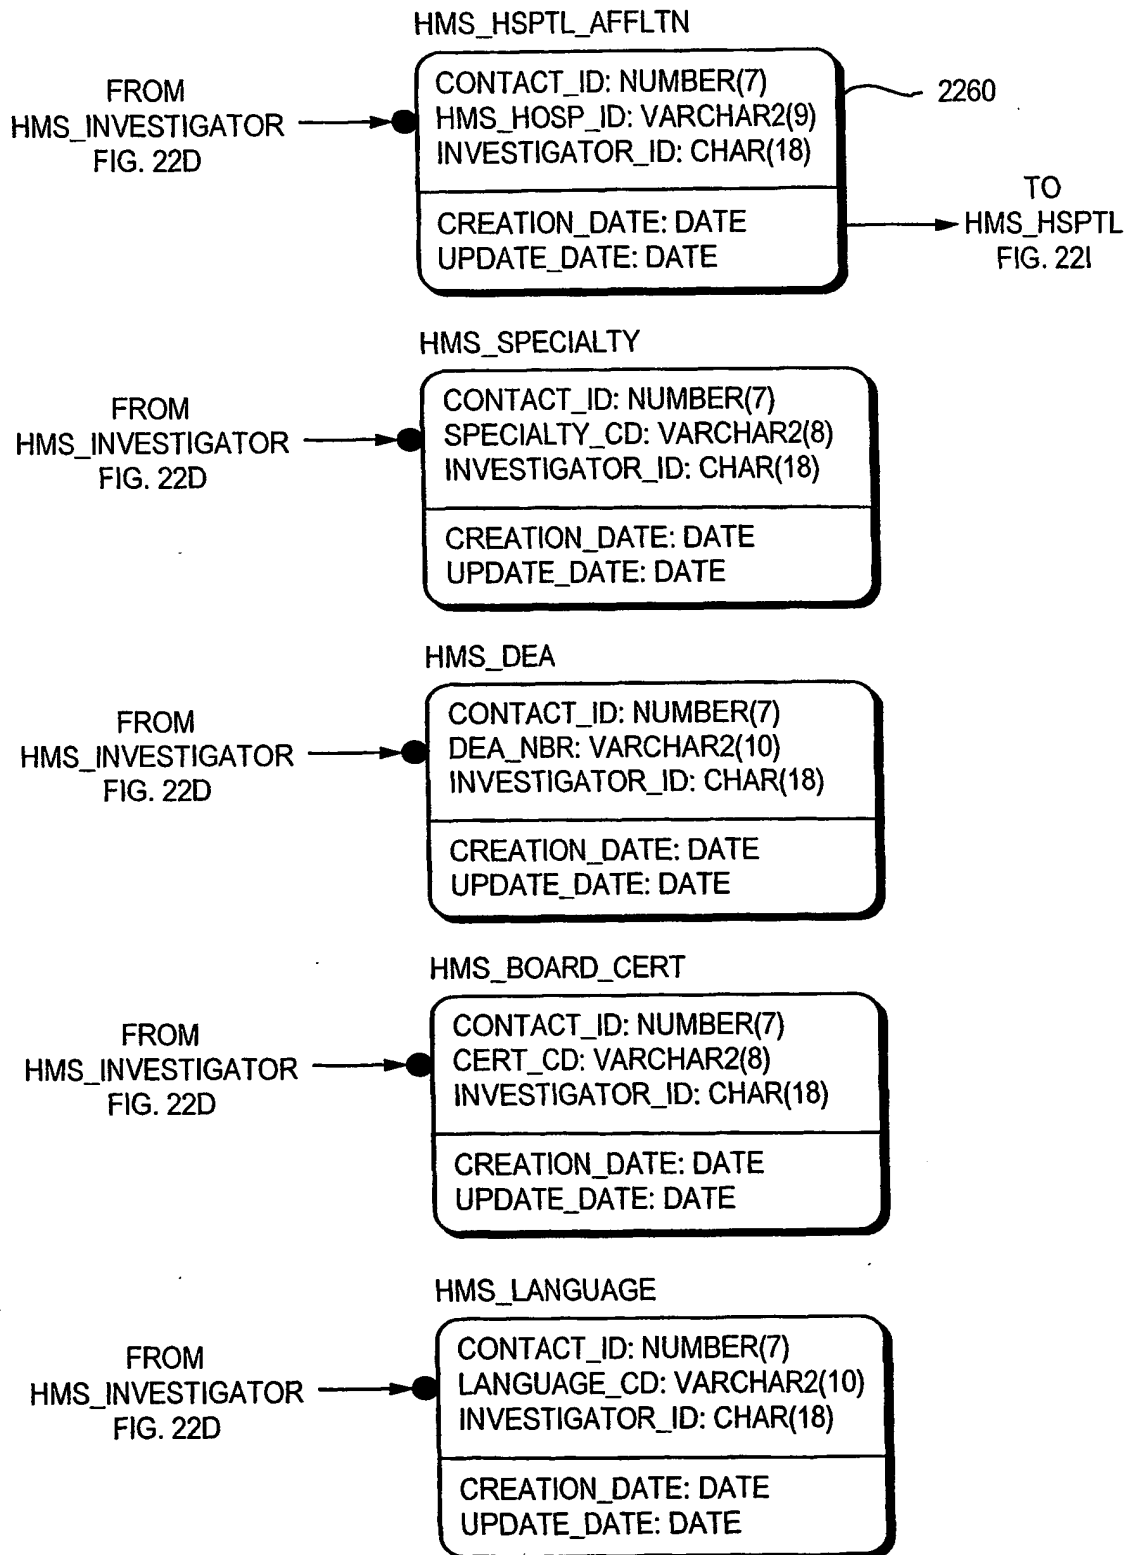 HMS_HSPTL_AFFLTN
FROM
HMS_INVESTIGATOR
FIG. 22D
CONTACT_ID: NUMBER(7)
HMS_HOSP_ID: VARCHAR2(9)
INVESTIGATOR_ID: CHAR(18)
CREATION_DATE: DATE
UPDATE_DATE: DATE
2260
TO
HMS_HSPTL
FIG. 22I
HMS_SPECIALTY
FROM
HMS_INVESTIGATOR
FIG. 22D
CONTACT_ID: NUMBER(7)
SPECIALTY_CD: VARCHAR2(8)
INVESTIGATOR_ID: CHAR(18)
CREATION_DATE: DATE
UPDATE_DATE: DATE
HMS_DEA
FROM
HMS_INVESTIGATOR
FIG. 22D
CONTACT_ID: NUMBER(7)
DEA_NBR: VARCHAR2(10)
INVESTIGATOR_ID: CHAR(18)
CREATION_DATE: DATE
UPDATE_DATE: DATE
HMS_BOARD_CERT
FROM
HMS_INVESTIGATOR
FIG. 22D
CONTACT_ID: NUMBER(7)
CERT_CD: VARCHAR2(8)
INVESTIGATOR_ID: CHAR(18)
CREATION_DATE: DATE
UPDATE_DATE: DATE
HMS_LANGUAGE
FROM
HMS_INVESTIGATOR
FIG. 22D
CONTACT_ID: NUMBER(7)
LANGUAGE_CD: VARCHAR2(10)
INVESTIGATOR_ID: CHAR(18)
CREATION_DATE: DATE
UPDATE_DATE: DATE